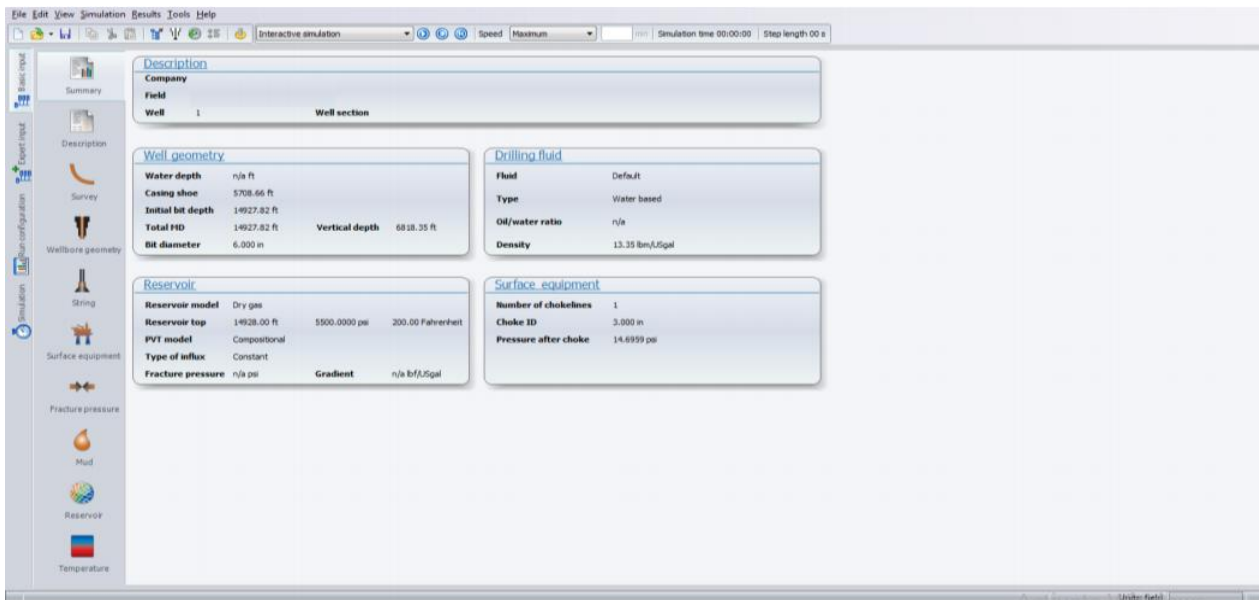 File Edit View Simulation Results Tools Help
Interactive simulation Speed Maximum min Simulation time 00:00:00 Step length 00 s
Basic input
Expert input
Run configuration
Simulation
Summary
Description
Survey
Wellbore geometry
String
Surface equipment
Fracture pressure
Mud
Reservoir
Temperature
Description
Company
Field
Well 1 Well section
Well geometry
Water depth n/a ft
Casing shoe 5708.66 ft
Initial bit depth 14927.82 ft
Total MD 14927.82 ft Vertical depth 6818.35 ft
Bit diameter 6.000 in
Drilling fluid
Fluid Default
Type Water based
Oil/water ratio n/a
Density 13.35 lbm/USgal
Reservoir
Reservoir model Dry gas
Reservoir top 14928.00 ft 5500.0000 psi 200.00 Fahrenheit
PVT model Compositional
Type of influx Constant
Fracture pressure n/a psi Gradient n/a lbf/USgal
Surface equipment
Number of chokelines 1
Choke ID 3.000 in
Pressure after choke 14.6959 psi
Units: field